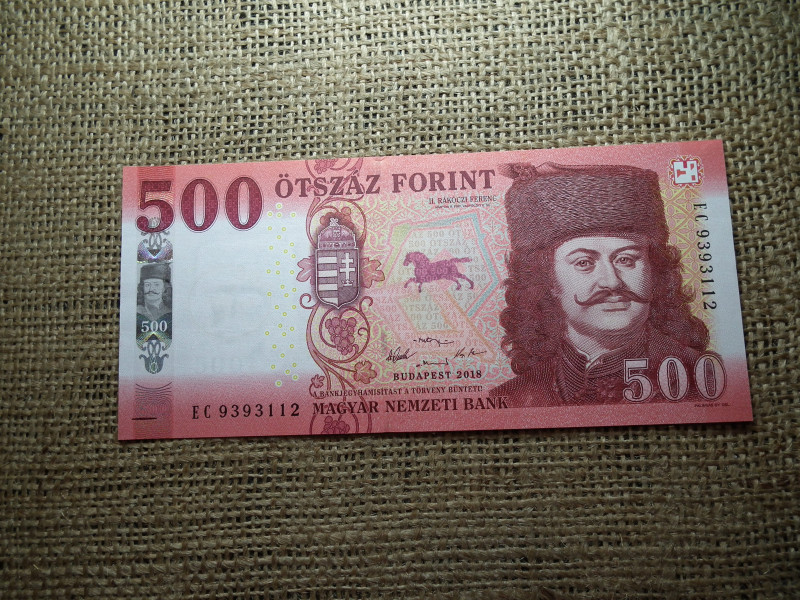 500 ÖTSZÁZ FORINT
II. RÁKÓCZI FERENC
EC 9393112
500
BUDAPEST 2018
500
A BANKJEGYHAMISÍTÁST A TÖRVÉNY BÜNTETI!
EC 9393112 MAGYAR NEMZETI BANK